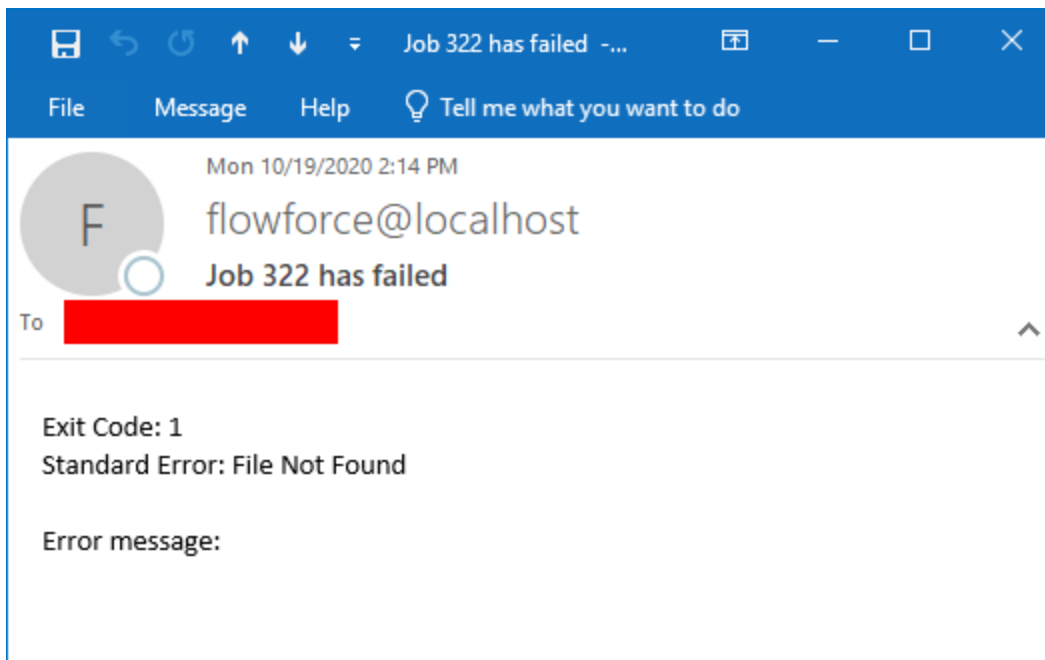 Job 322 has failed -...
File Message Help Tell me what you want to do
Mon 10/19/2020 2:14 PM
F
flowforce@localhost
Job 322 has failed
To
Exit Code: 1
Standard Error: File Not Found
Error message: